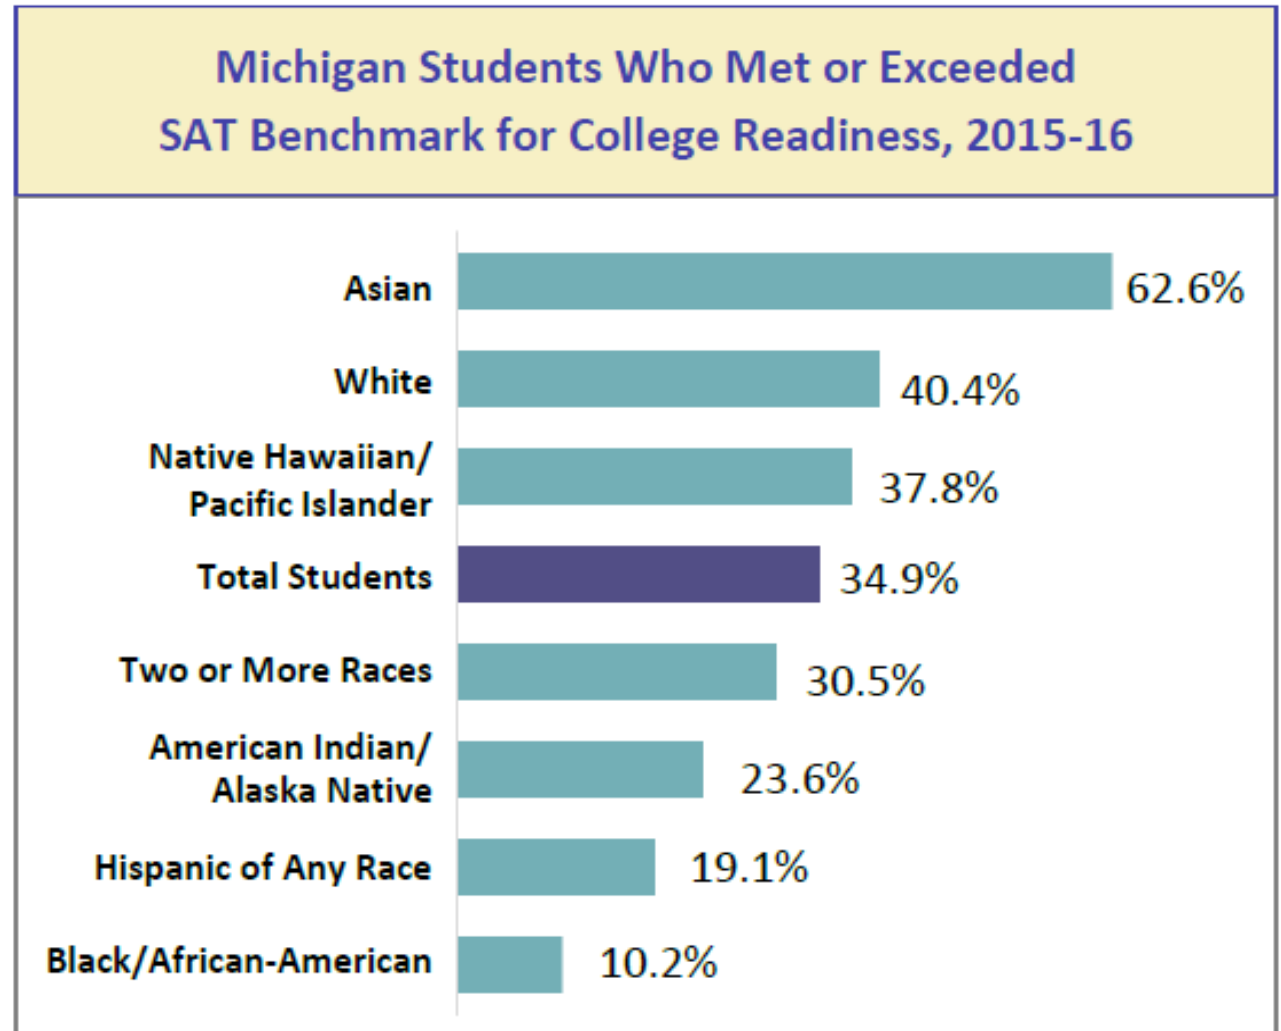 Michigan Students Who Met or Exceeded
SAT Benchmark for College Readiness, 2015-16
Asian
62.6%
White
40.4%
Native Hawaiian/
Pacific Islander
37.8%
Total Students
34.9%
Two or More Races
30.5%
American Indian/
Alaska Native
23.6%
Hispanic of Any Race
19.1%
Black/African-American
10.2%